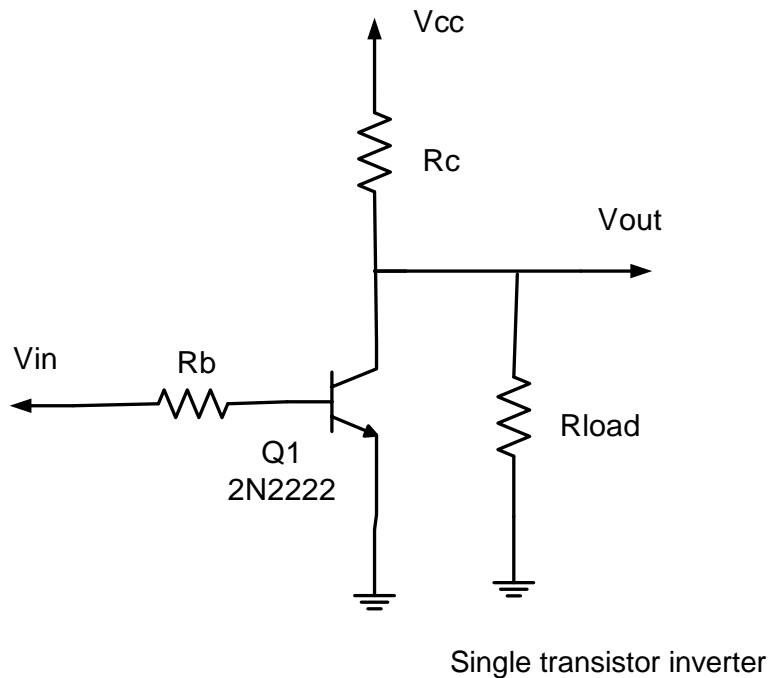 Vcc
Rc
Vout
Vin
Rb
Rload
Q1
2N2222
Single transistor inverter